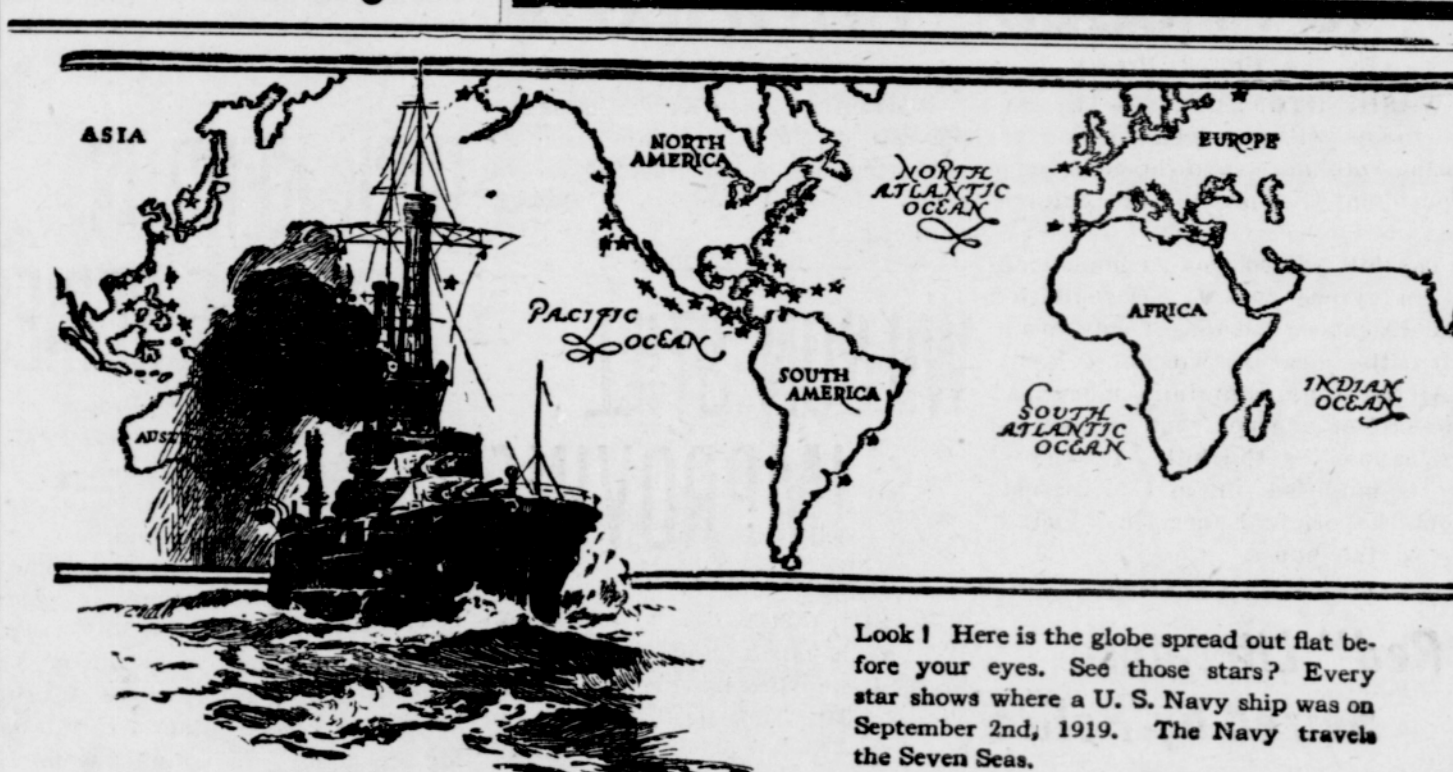 ASIA
NORTH
AMERICA
NORTH
ATLANTIC
OCEAN
EUROPE
PACIFIC
OCEAN
AFRICA
SOUTH
AMERICA
INDIAN
OCEAN
SOUTH
ATLANTIC
OCEAN
AUST
Look! Here is the globe spread out flat be-
fore your eyes. See those stars? Every
star shows where a U. S. Navy ship was on
September 2nd, 1919. The Navy travels
the Seven Seas.